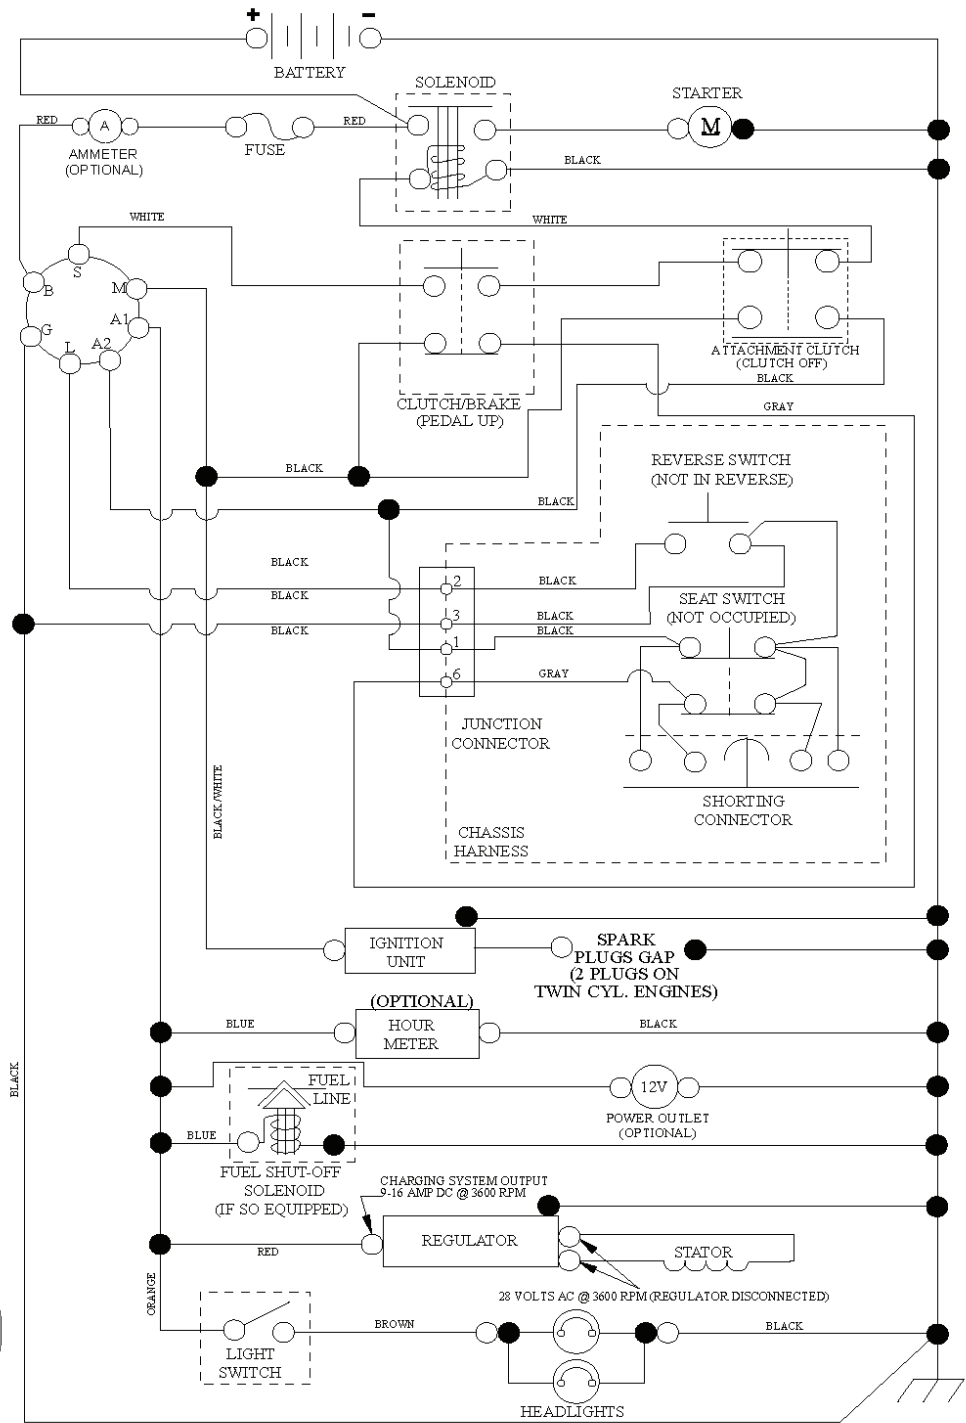 + -
BATTERY
SOLENOID
STARTER
RED
A
RED
M
AMMETER
(OPTIONAL)
FUSE
BLACK
WHITE
WHITE
S
B
M
A1
G
L
A2
ATTACHMENT CLUTCH
(CLUTCH OFF)
BLACK
CLUTCH/BRAKE
(PEDAL UP)
GRAY
BLACK
REVERSE SWITCH
(NOT IN REVERSE)
BLACK
BLACK
2
BLACK
BLACK
SEAT SWITCH
(NOT OCCUPIED)
3
BLACK
BLACK
BLACK
1
6
GRAY
JUNCTION
CONNECTOR
BLACK/WHITE
SHORTING
CONNECTOR
CHASSIS
HARNESS
IGNITION
UNIT
SPARK
PLUGS GAP
(2 PLUGS ON
TWIN CYL. ENGINES)
(OPTIONAL)
BLUE
HOUR
METER
BLACK
BLACK
FUEL
LINE
12V
POWER OUTLET
(OPTIONAL)
BLUE
FUEL SHUT-OFF
SOLENOID
(IF SO EQUIPPED)
CHARGING SYSTEM OUTPUT
9-16 AMP DC @ 3600 RPM
RED
REGULATOR
STATOR
ORANGE
28 VOLTS AC @ 3600 RPM (REGULATOR DISCONNECTED)
BROWN
BLACK
LIGHT
SWITCH
HEADLIGHTS